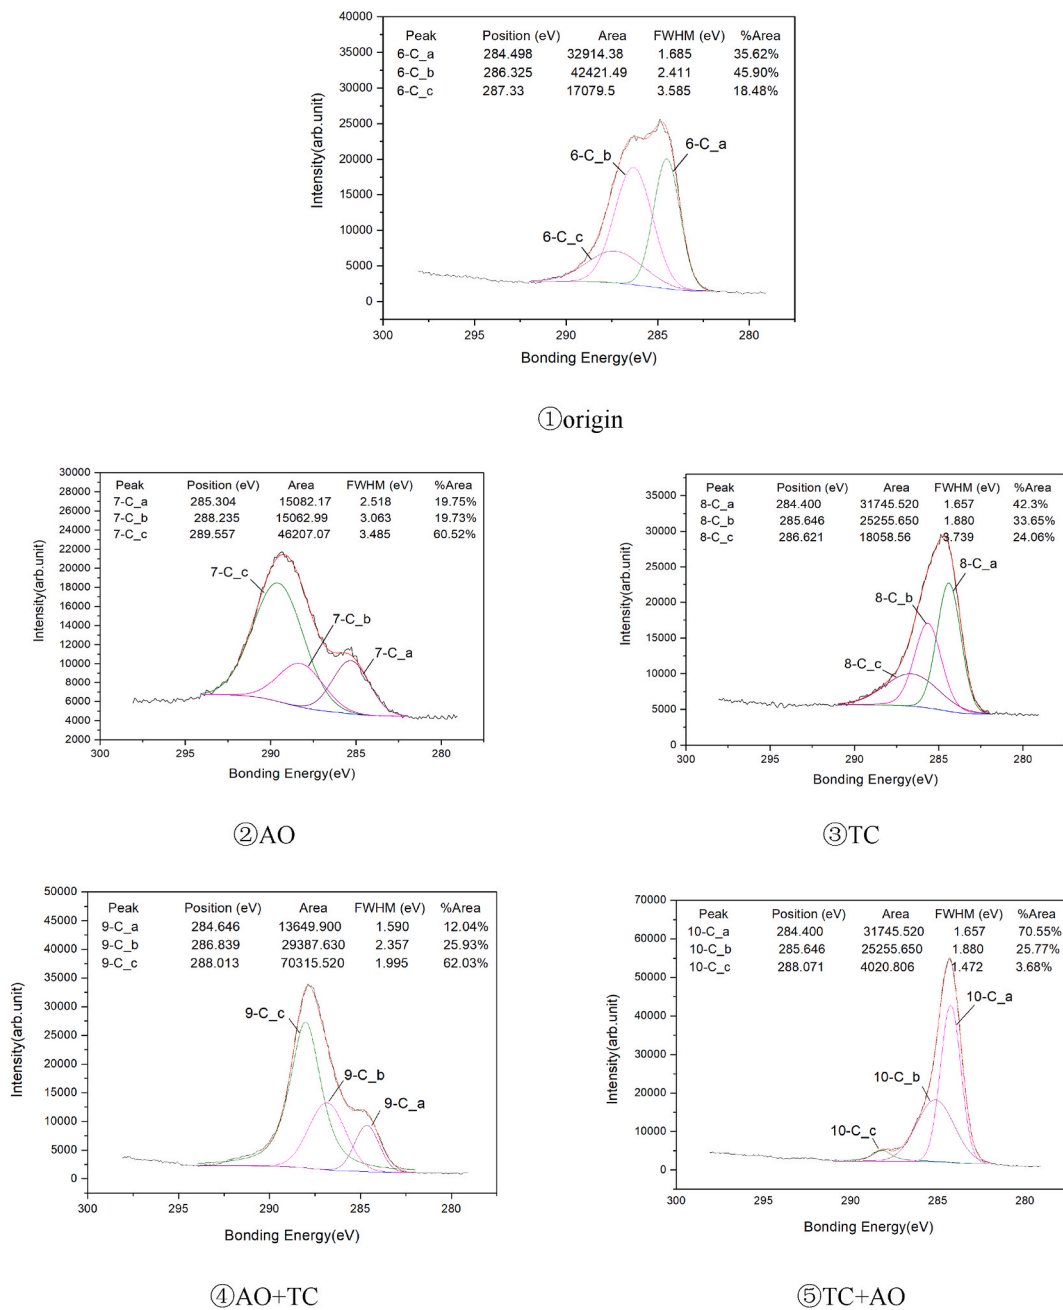 40000
35000
30000
25000
20000
15000
10000
5000
0
Intensity(arb.unit)
Peak Position (eV) Area FWHM (eV) %Area
6-C_a 284.498 32914.38 1.685 35.62%
6-C_b 286.325 42421.49 2.411 45.90%
6-C_c 287.33 17079.5 3.585 18.48%
6-C_a
6-C_b
6-C_c
300 295 290 285 280
Bonding Energy(eV)
①origin
30000
28000
26000
24000
22000
20000
18000
16000
14000
12000
10000
8000
6000
4000
2000
Intensity(arb.unit)
Peak Position (eV) Area FWHM (eV) %Area
7-C_a 285.304 15082.17 2.518 19.75%
7-C_b 288.235 15062.99 3.063 19.73%
7-C_c 289.557 46207.07 3.485 60.52%
7-C_c
7-C_b
7-C_a
300 295 290 285 280
Bonding Energy(eV)
②AO
35000
30000
25000
20000
15000
10000
5000
0
Intensity(arb.unit)
Peak Position (eV) Area FWHM (eV) %Area
8-C_a 284.400 31745.520 1.657 42.3%
8-C_b 285.646 25255.650 1.880 33.65%
8-C_c 286.621 18058.56 3.739 24.06%
8-C_a
8-C_b
8-C_c
300 295 290 285 280
Bonding Energy(eV)
③TC
50000
45000
40000
35000
30000
25000
20000
15000
10000
5000
0
Intensity(arb.unit)
Peak Position (eV) Area FWHM (eV) %Area
9-C_a 284.646 13649.900 1.590 12.04%
9-C_b 286.839 29387.630 2.357 25.93%
9-C_c 288.013 70315.520 1.995 62.03%
9-C_c
9-C_b
9-C_a
300 295 290 285 280
Bonding Energy(eV)
④AO+TC
70000
60000
50000
40000
30000
20000
10000
0
Intensity(arb.unit)
Peak Position (eV) Area FWHM (eV) %Area
10-C_a 284.400 31745.520 1.657 70.55%
10-C_b 285.646 25255.650 1.880 25.77%
10-C_c 288.071 4020.806 1.472 3.68%
10-C_a
10-C_b
10-C_c
300 295 290 285 280
Bonding Energy(eV)
⑤TC+AO